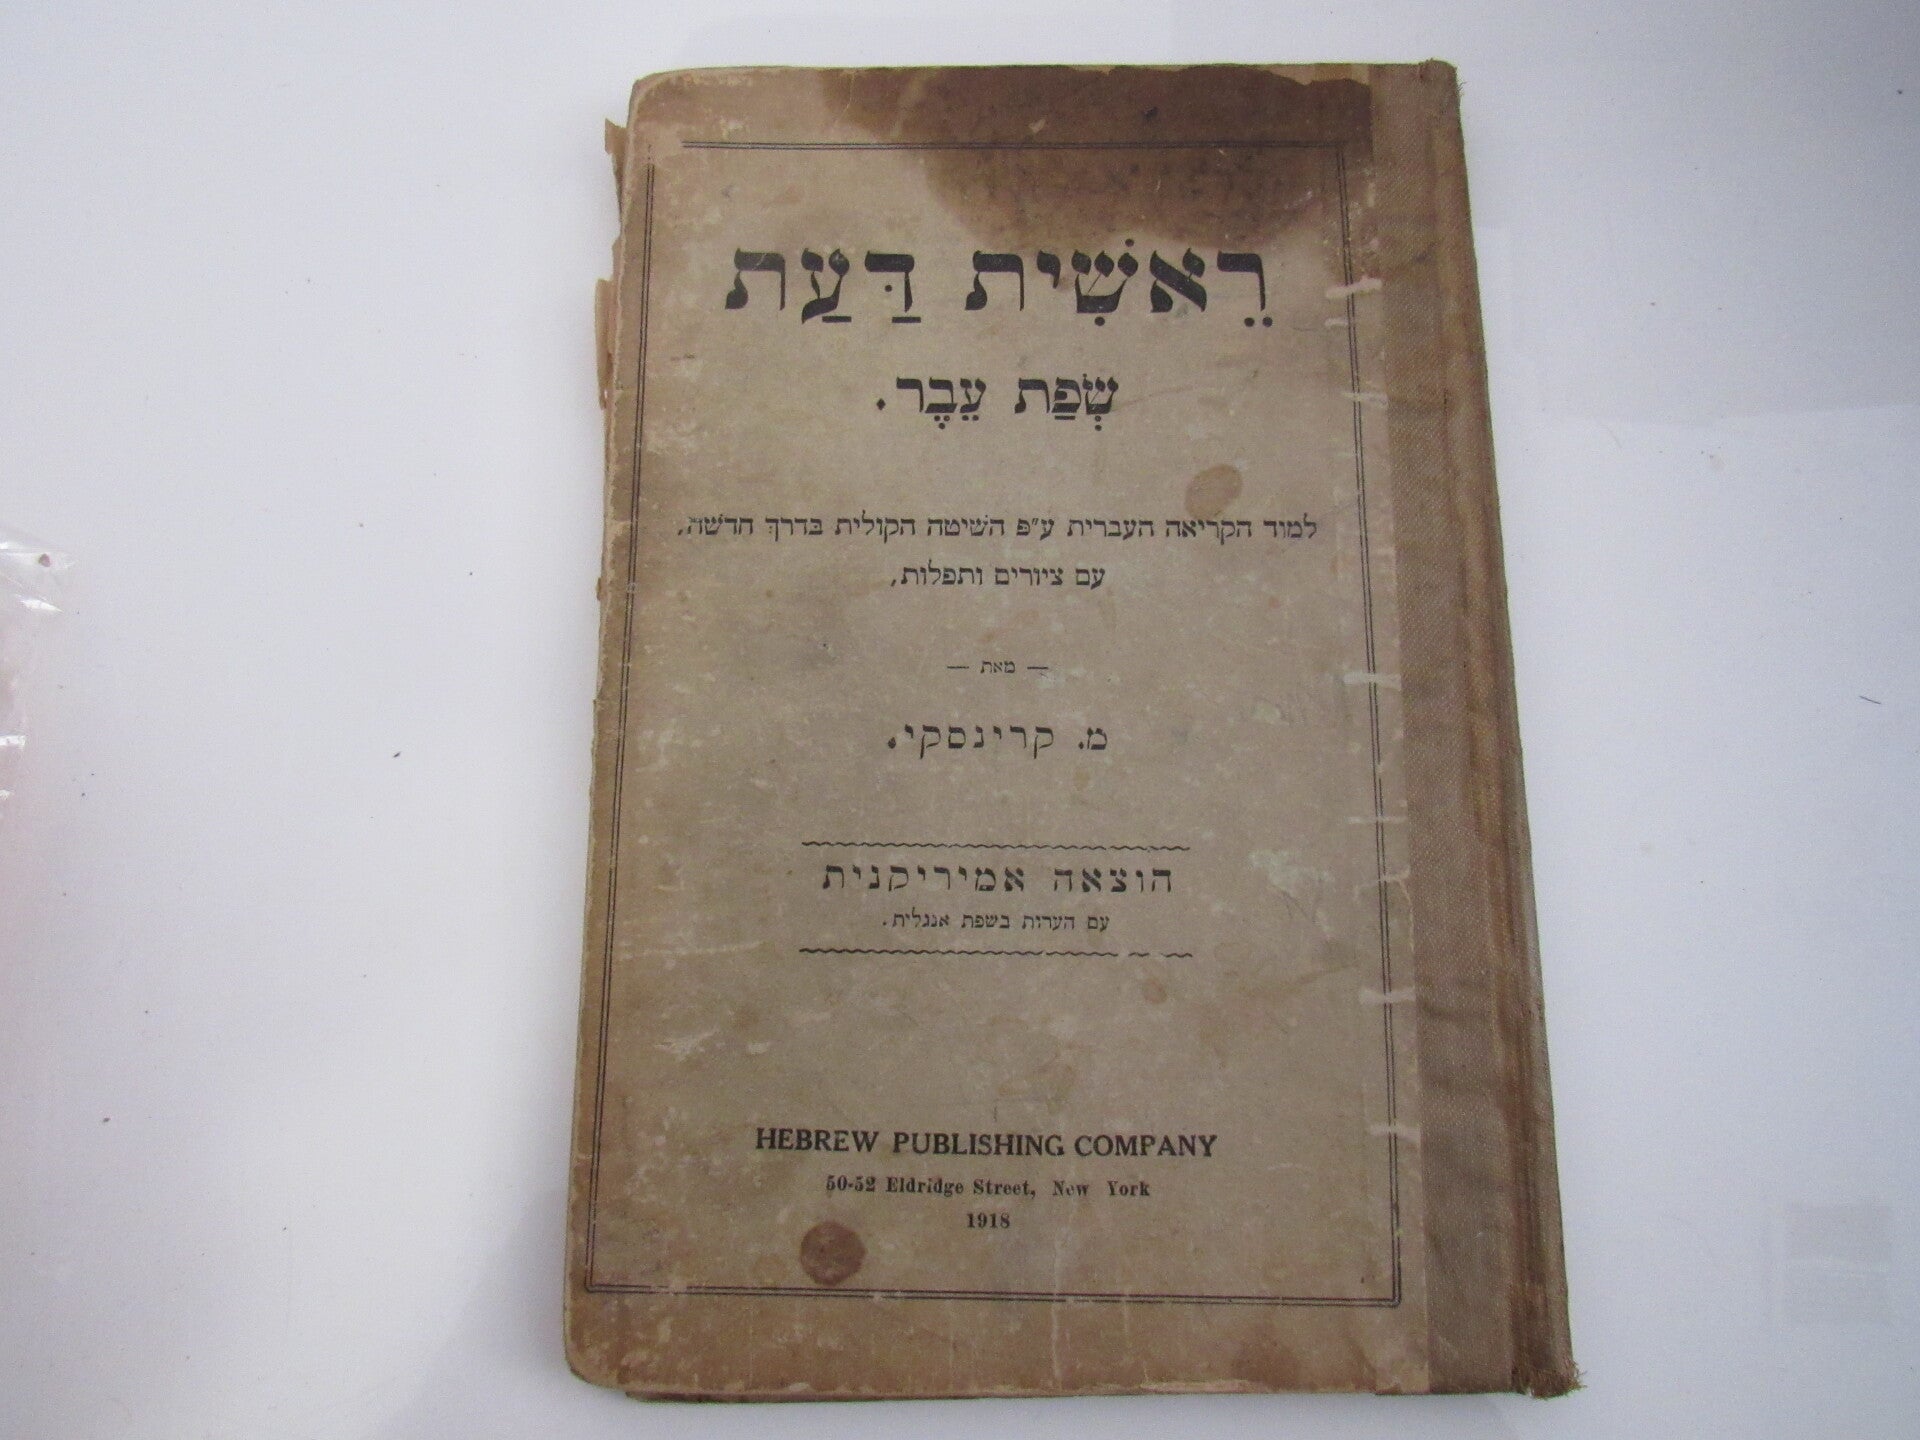 רֵאשִׁית דַּעַת
שְׂפַת עֵבֶר.
למוד הקריאה העברית ע"פ השיטה הקולית בדרך חדשה,
עם ציורים ותפלות,
— מאת —
מ. קרינסקי.
הוצאה אמיריקנית
עם הערות בשפת אנגלית.
HEBREW PUBLISHING COMPANY
50-52 Eldridge Street, New York
1918